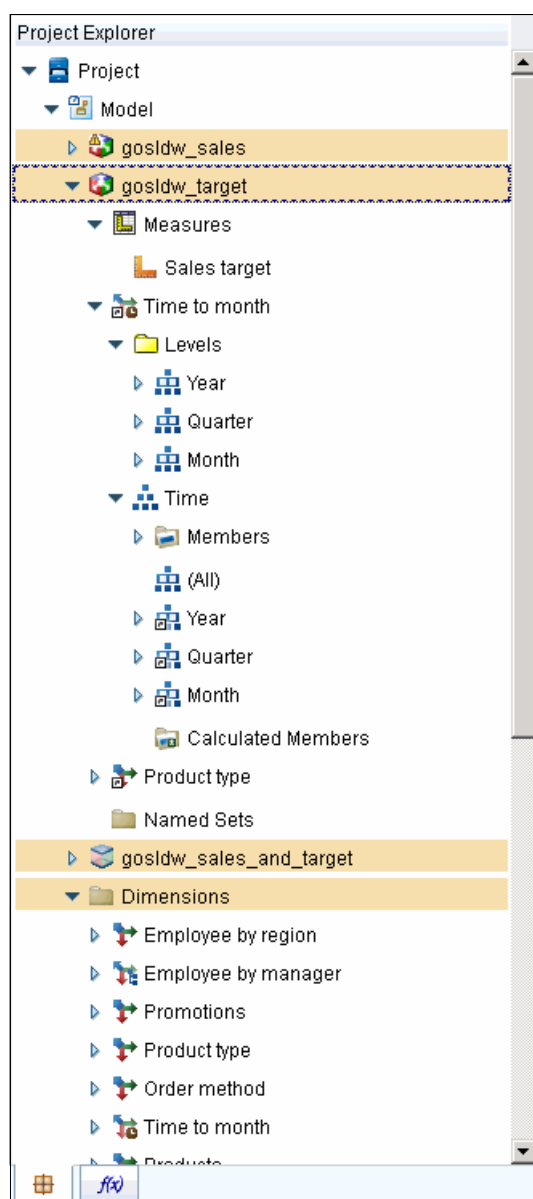 Project Explorer
Project
Model
gosldw_sales
gosldw_target
Measures
Sales target
Time to month
Levels
Year
Quarter
Month
Time
Members
(All)
Year
Quarter
Month
Calculated Members
Product type
Named Sets
gosldw_sales_and_target
Dimensions
Employee by region
Employee by manager
Promotions
Product type
Order method
Time to month
Products
f(x)